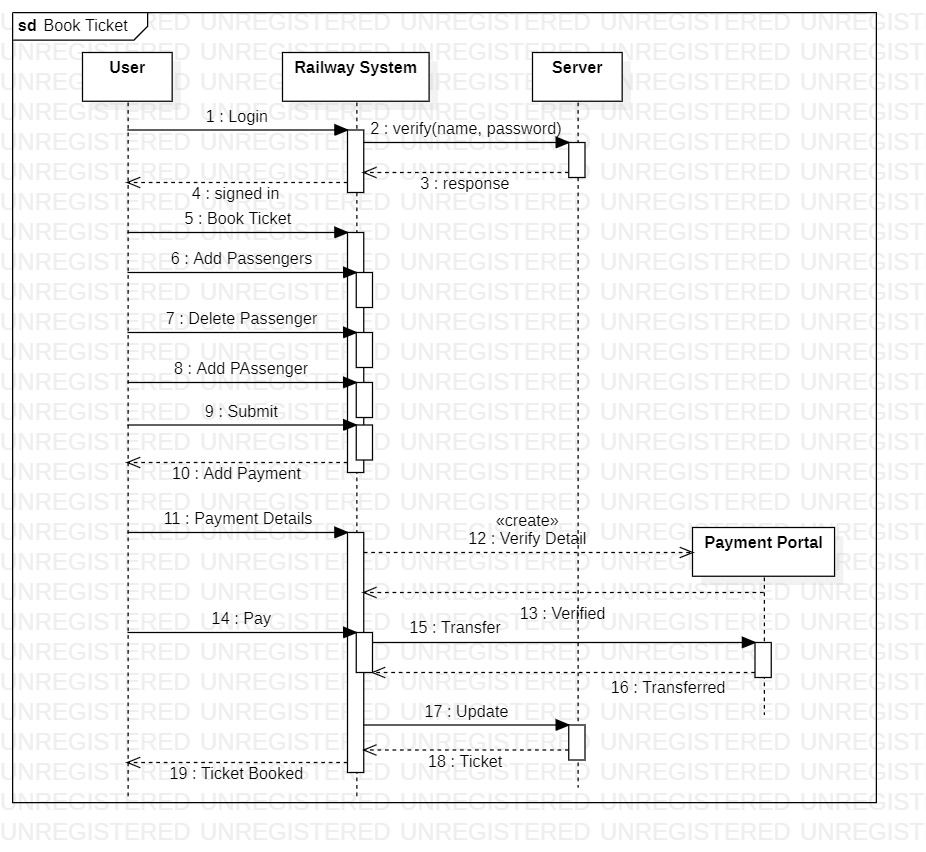 sd Book Ticket
User
Railway System
Server
1 : Login
2 : verify(name, password)
3 : response
4 : signed in
5 : Book Ticket
6 : Add Passengers
7 : Delete Passenger
8 : Add PAssenger
9 : Submit
10 : Add Payment
11 : Payment Details
«create»
12 : Verify Detail
Payment Portal
13 : Verified
14 : Pay
15 : Transfer
16 : Transferred
17 : Update
18 : Ticket
19 : Ticket Booked
UNREGISTERED UNREGISTERED UNREGISTERED UNREGISTERED